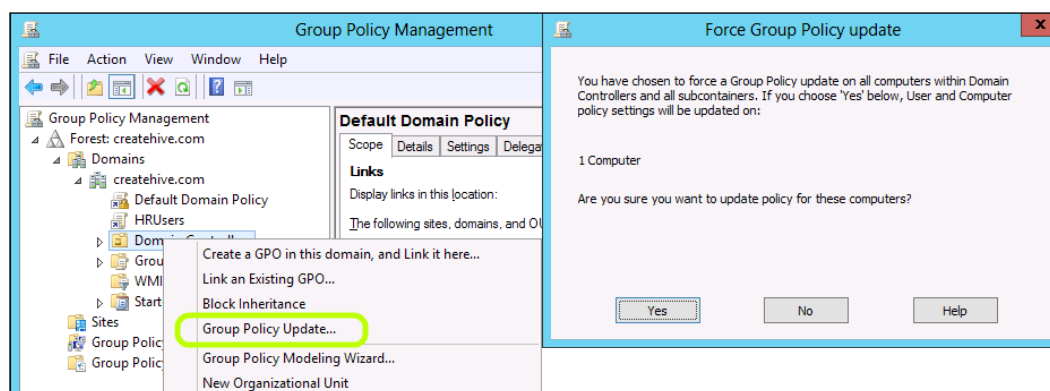 Group Policy Management
File Action View Window Help
Group Policy Management
Forest: createhive.com
Domains
createhive.com
Default Domain Policy
HRUsers
Group Policy
Sites
Group Policy
Create a GPO in this domain, and Link it here...
Link an Existing GPO...
Block Inheritance
Group Policy Update...
Group Policy Modeling Wizard...
New Organizational Unit
Default Domain Policy
Scope Details Settings
Links
Display links in this location:
The following sites, domains, and
Force Group Policy update
X
You have chosen to force a Group Policy update on all computers within Domain
Controllers and all subcontainers. If you choose 'Yes' below, User and Computer
policy settings will be updated on:
1 Computer
Are you sure you want to update policy for these computers?
Yes No Help